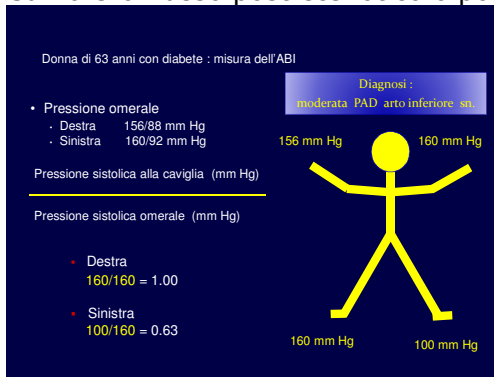 Donna di 63 anni con diabete : misura dell'ABI
Diagnosi :
moderata PAD arto inferiore sn.
• Pressione omerale
• Destra 156/88 mm Hg
• Sinistra 160/92 mm Hg
156 mm Hg
160 mm Hg
Pressione sistolica alla caviglia (mm Hg)
Pressione sistolica omerale (mm Hg)
▪ Destra
160/160 = 1.00
▪ Sinistra
100/160 = 0.63
160 mm Hg
100 mm Hg